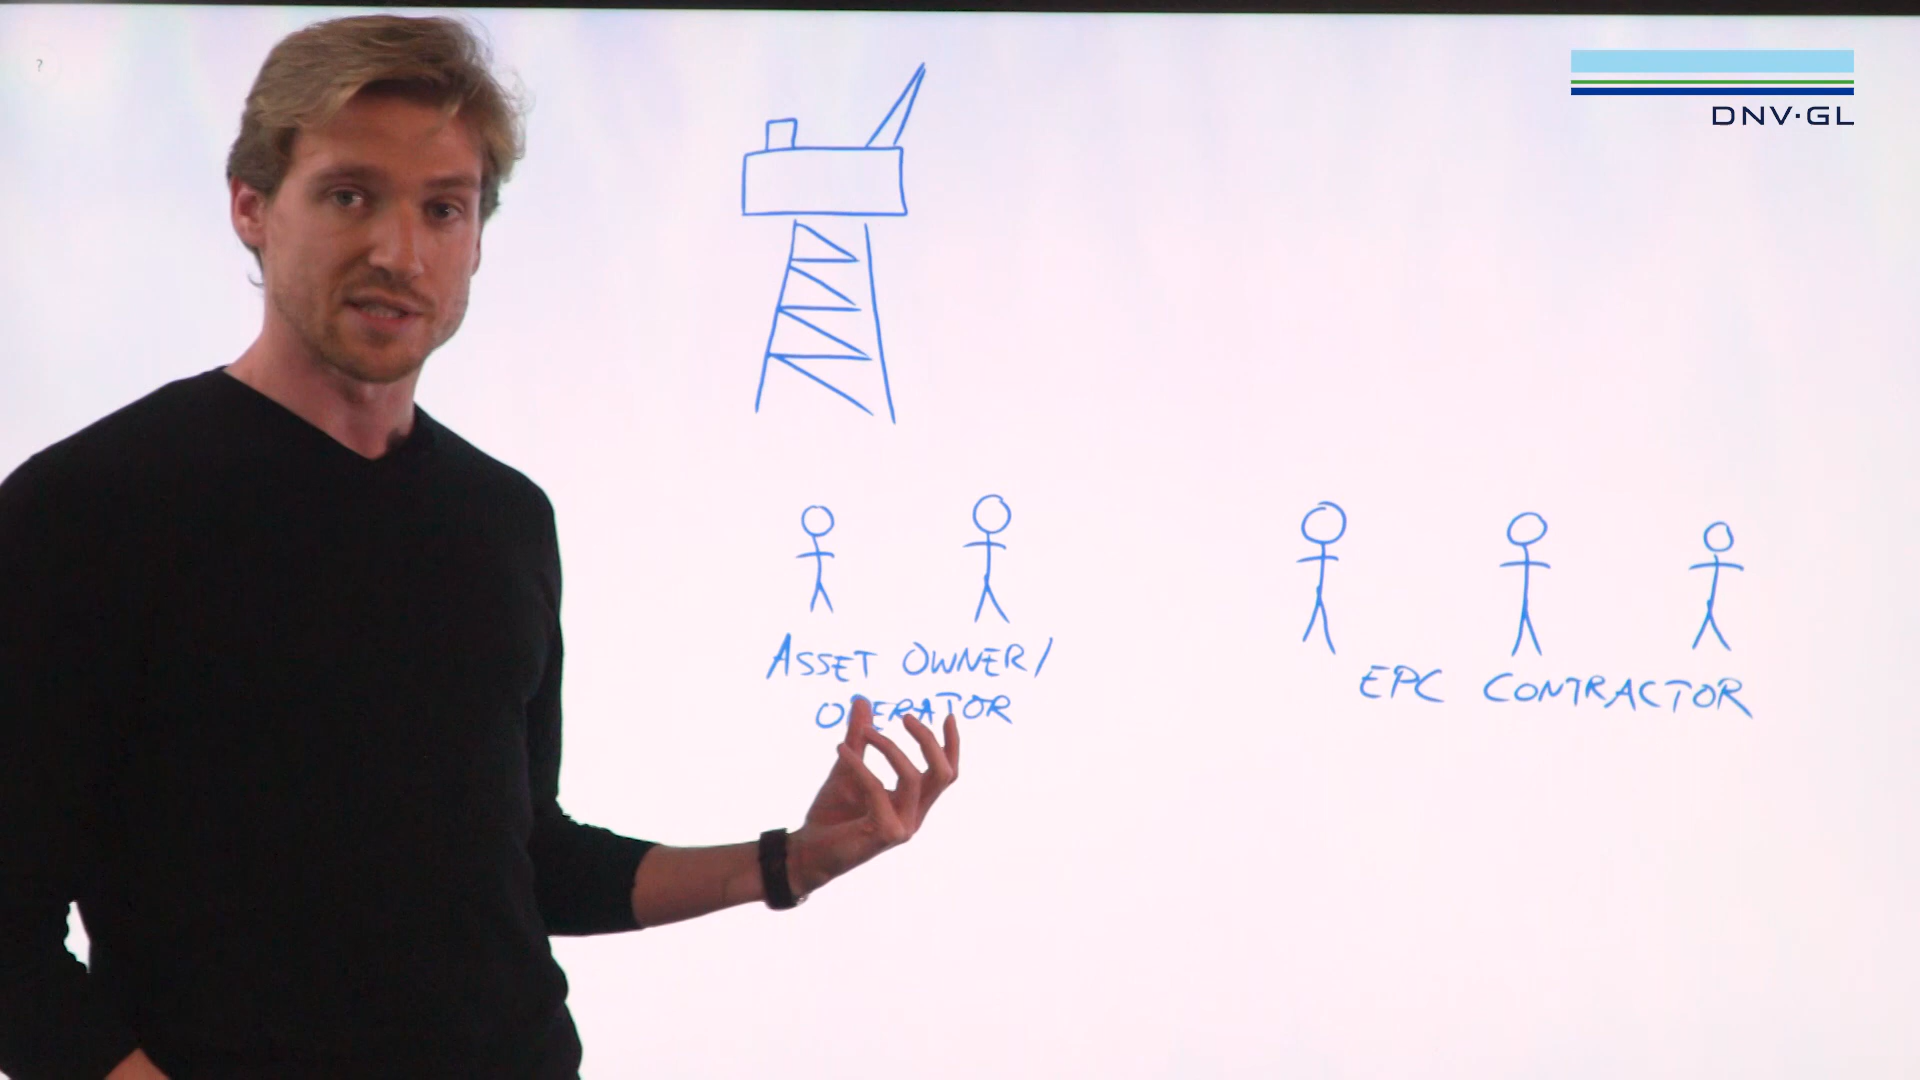 ?
DNV·GL
ASSET OWNER/
OPERATOR
EPC CONTRACTOR